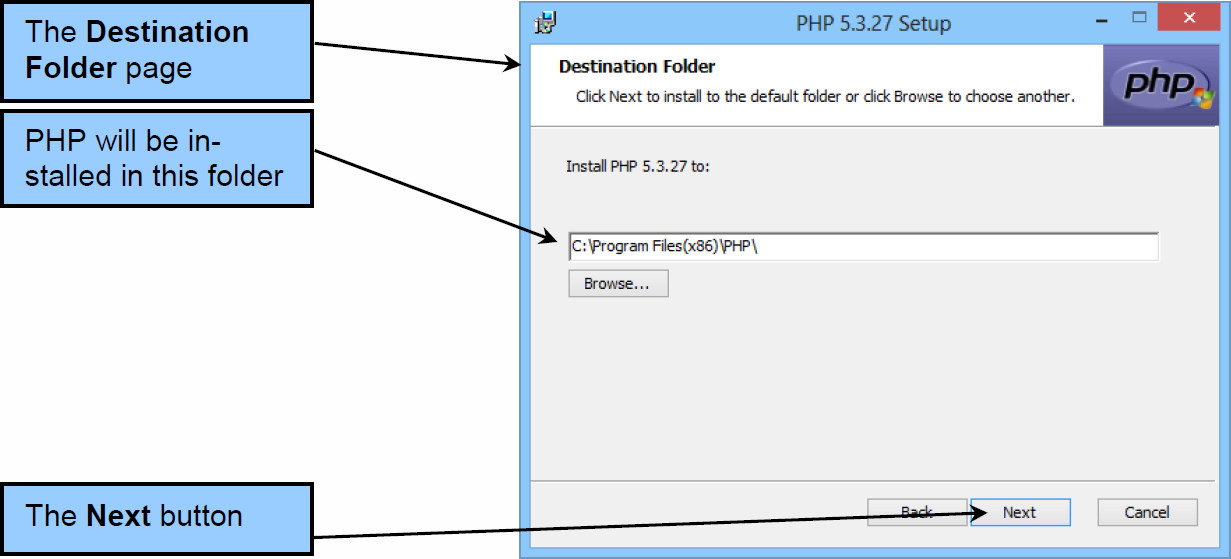 The Destination
Folder page
PHP will be in-
stalled in this folder
The Next button
PHP 5.3.27 Setup
Destination Folder
Click Next to install to the default folder or click Browse to choose another.
php
Install PHP 5.3.27 to:
C:\Program Files(x86)\PHP\
Browse...
Back
Next
Cancel